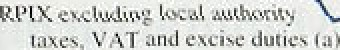 RPIX excluding local authority
taxes, VAT and excise duties (a)